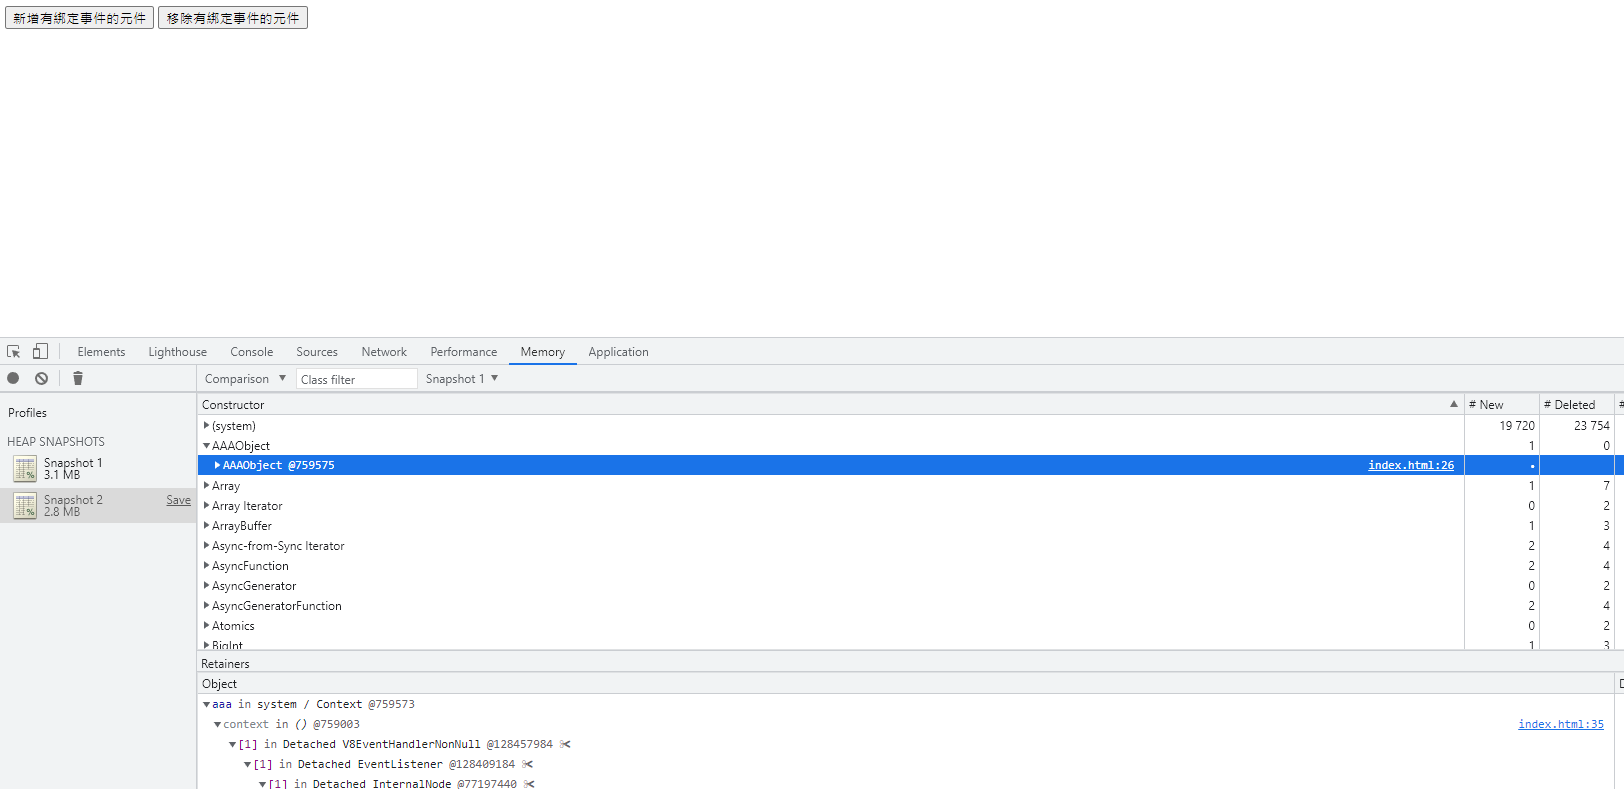 新增有綁定事件的元件 移除有綁定事件的元件
Elements Lighthouse Console Sources Network Performance Memory Application
Comparison ▼ Class filter Snapshot 1 ▼
Profiles
HEAP SNAPSHOTS
Snapshot 1
3.1 MB
Snapshot 2 Save
2.8 MB
Constructor ▲ # New # Deleted #
(system) 19 720 23 754
AAAObject 1 0
AAAObject @759575 index.html:26 •
Array 1 7
Array Iterator 0 2
ArrayBuffer 1 3
Async-from-Sync Iterator 2 4
AsyncFunction 2 4
AsyncGenerator 0 2
AsyncGeneratorFunction 2 4
Atomics 0 2
BigInt 1 3
Retainers
Object D
aaa in system / Context @759573
context in () @759003 index.html:35
[1] in Detached V8EventHandlerNonNull @128457984
[1] in Detached EventListener @128409184
[1] in Detached InternalNode @77197440